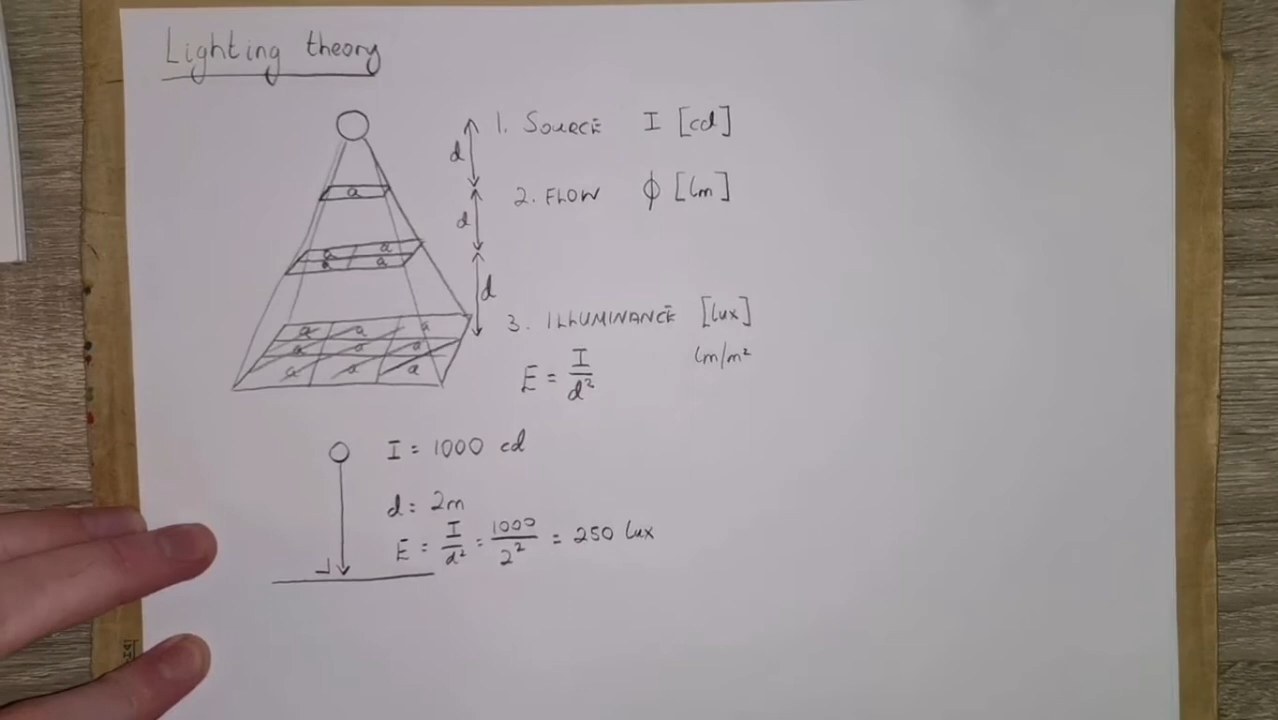 Lighting theory
d
1. SOURCE I [cd]
a
d
2. FLOW Φ [lm]
a a
a a
d
3. ILLUMINANCE [lux]
a a a
a a a
a a a
lm/m²
E = I/d²
I = 1000 cd
d = 2m
E = I/d² = 1000/2² = 250 lux